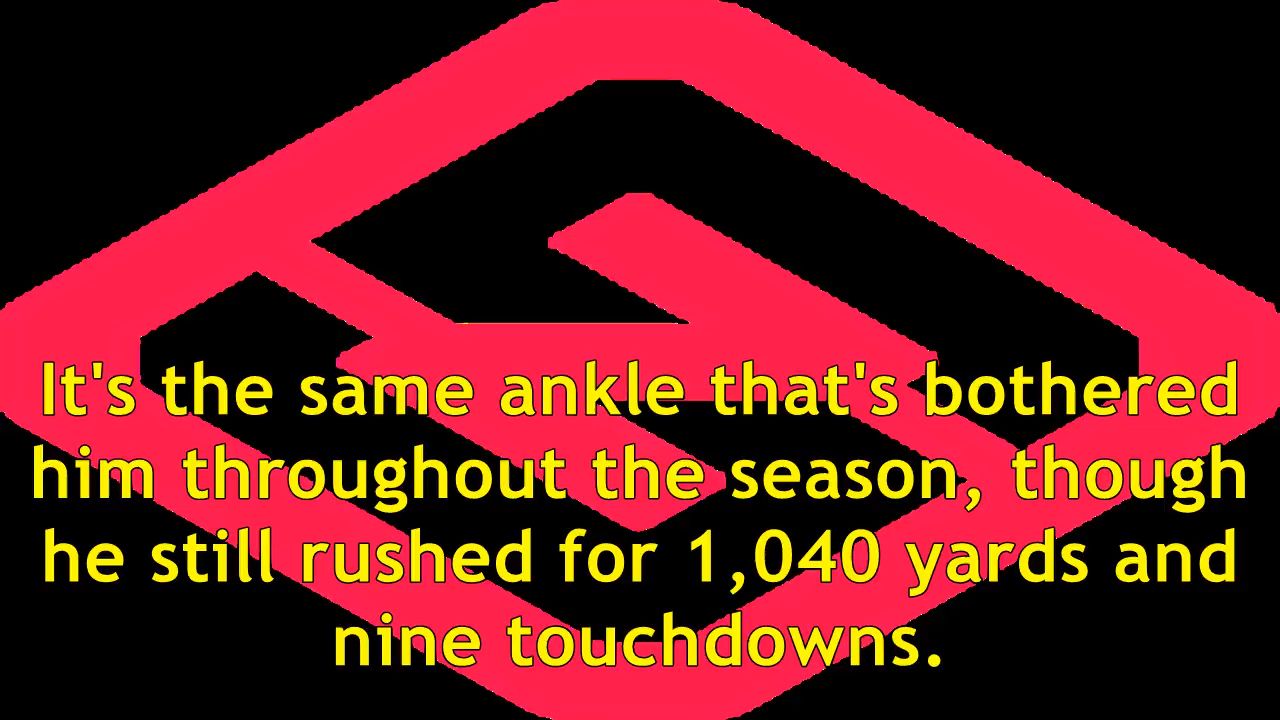 It's the same ankle that's bothered
him throughout the season, though
he still rushed for 1,040 yards and
nine touchdowns.